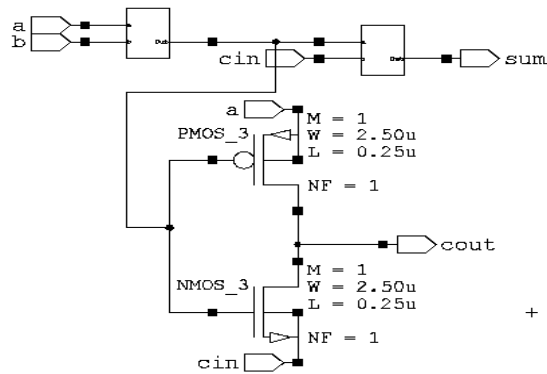 a
b
cin
sum
a
M = 1
PMOS_3
W = 2.50u
L = 0.25u
NF = 1
cout
M = 1
NMOS_3
W = 2.50u
L = 0.25u
NF = 1
cin
+